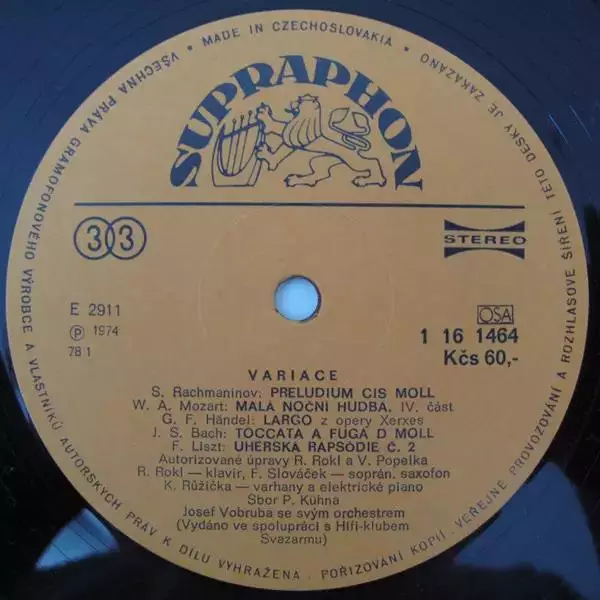 VŠECHNA PRÁVA GRAMOFONOVÉHO VÝROBCE A VLASTNÍKŮ AUTORSKÝCH PRÁV K DÍLU VYHRAŽENA . POŘIZOVÁNÍ KOPIÍ . VEŘEJNÉ PROVOZOVÁNÍ A ROZHLASOVÉ ŠÍŘENÍ TÉTO DESKY JE ZAKÁZÁNO
• MADE IN CZECHOSLOVAKIA •
SUPRAPHON
33
STEREO
E 2911
℗ 1974
78 1
OSA
1 16 1464
Kčs 60,-
VARIACE
S. Rachmaninov: PRELUDIUM CIS MOLL
W. A. Mozart: MALÁ NOČNÍ HUDBA, IV. část
G. F. Händel: LARGO z opery Xerxes
J. S. Bach: TOCCATA A FUGA D MOLL
F. Liszt: UHERSKÁ RAPSODIE Č. 2
Autorizované úpravy R. Rokl a V. Popelka
R. Rokl — klavír, F. Slováček — soprán. saxofon
K. Růžička — varhany a elektrické piano
Sbor P. Kühna
Josef Vobruba se svým orchestrem
(Vydáno ve spolupráci s Hifi-klubem
Svazarmu)